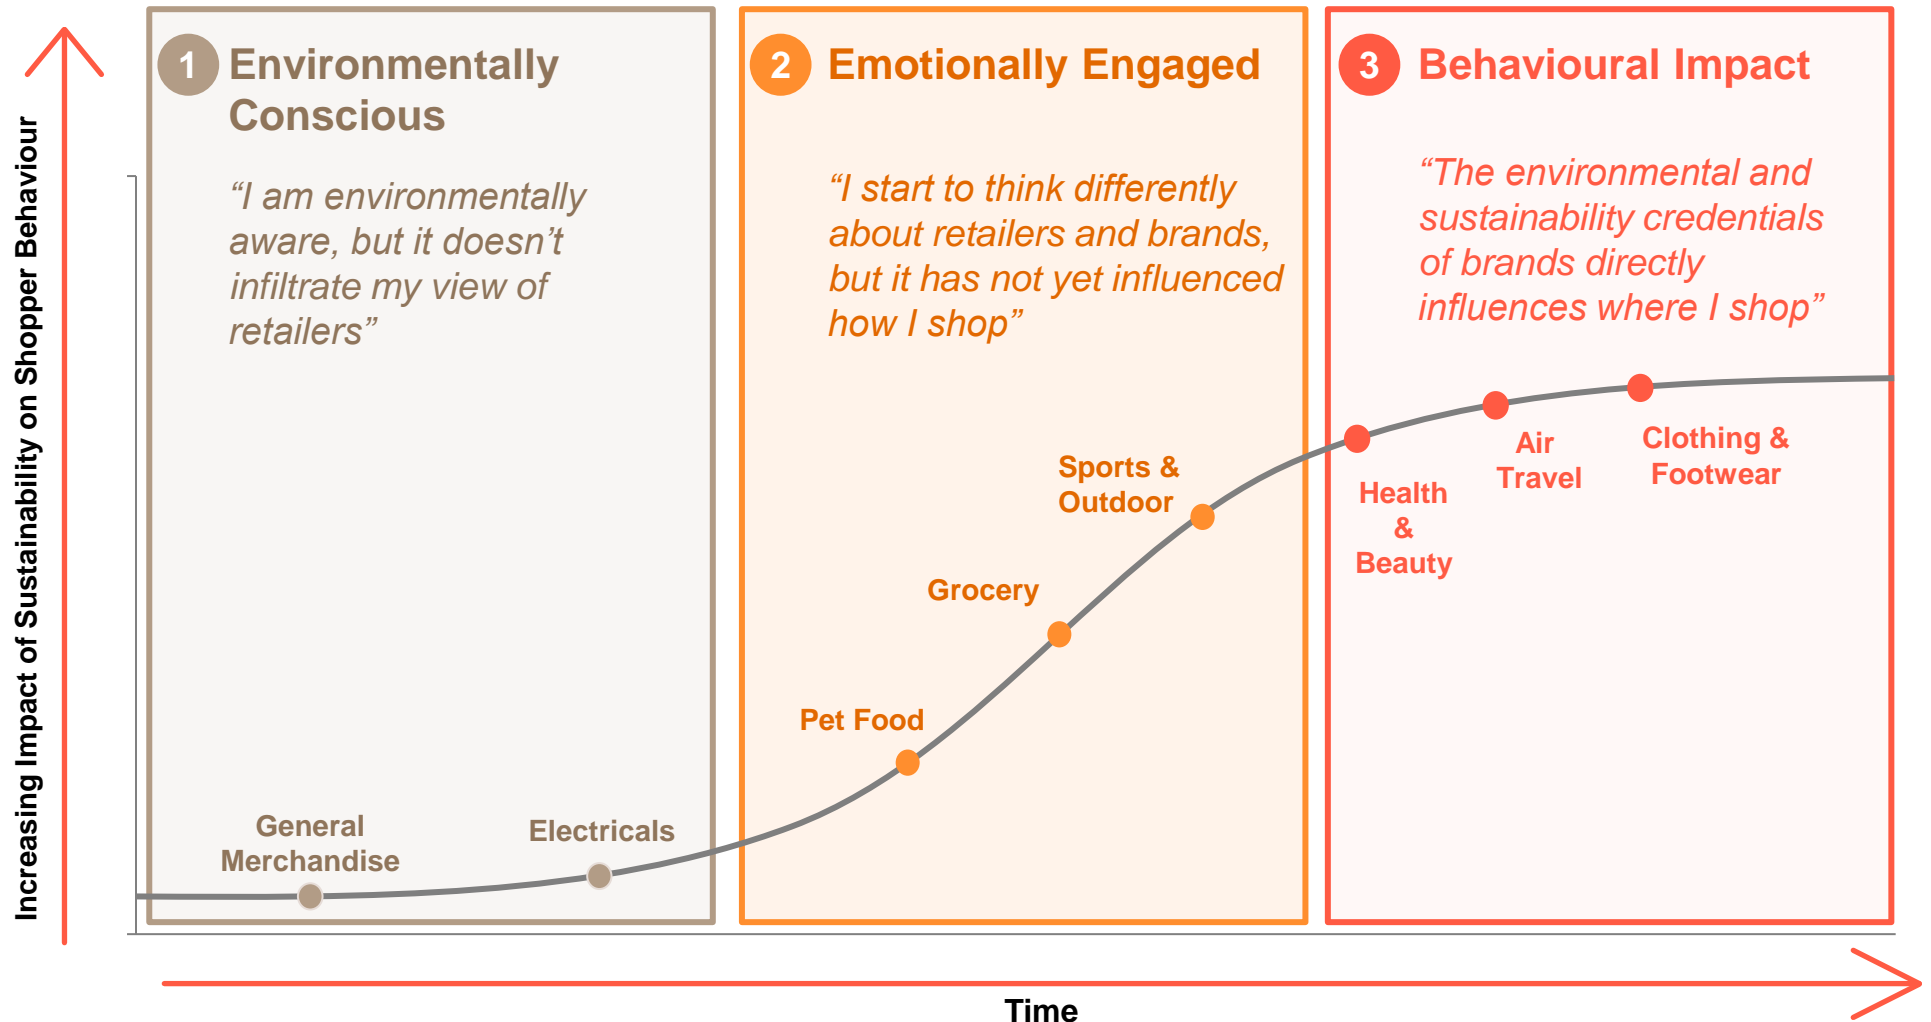 Increasing Impact of Sustainability on Shopper Behaviour
1
Environmentally
Conscious
“I am environmentally
aware, but it doesn’t
infiltrate my view of
retailers”
General
Merchandise
Electricals
2
Emotionally Engaged
“I start to think differently
about retailers and brands,
but it has not yet influenced
how I shop”
Sports &
Outdoor
Grocery
Pet Food
3
Behavioural Impact
“The environmental and
sustainability credentials
of brands directly
influences where I shop”
Health
&
Beauty
Air
Travel
Clothing &
Footwear
Time